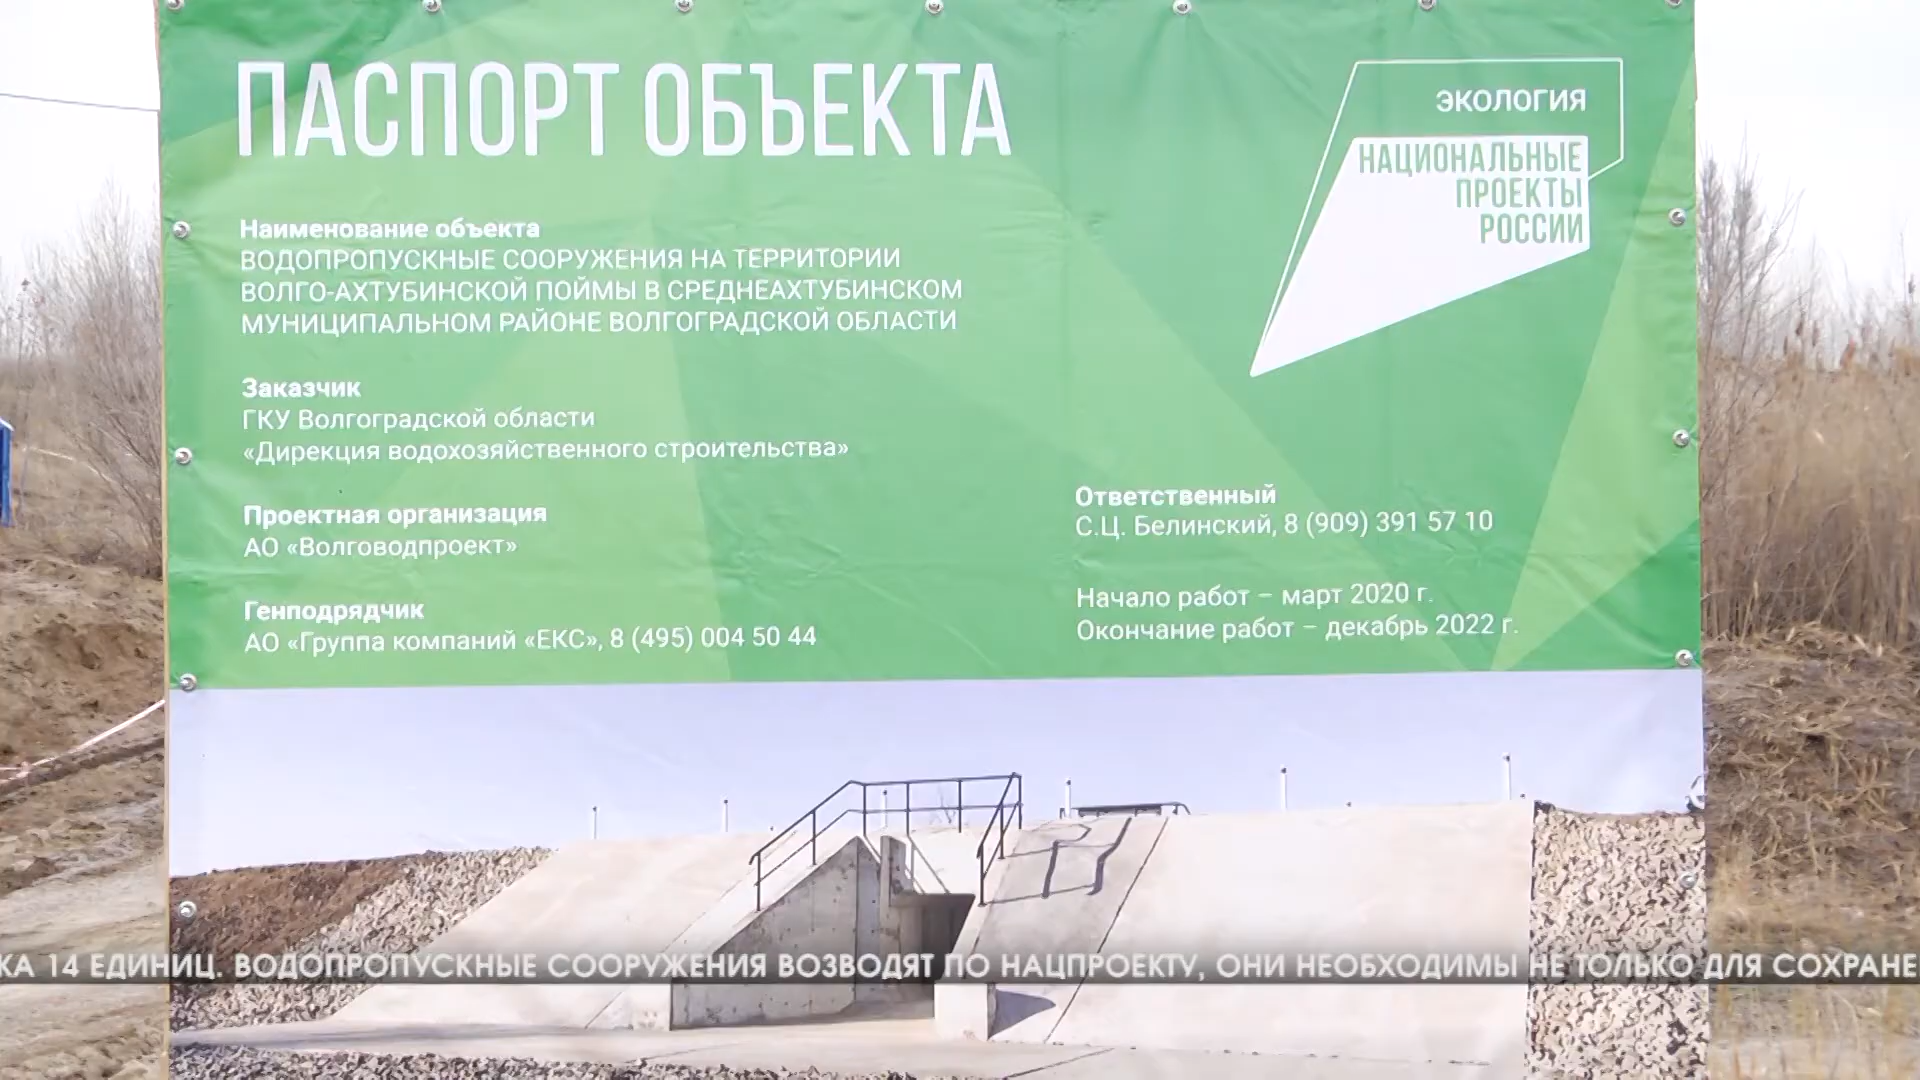 ПАСПОРТ ОБЪЕКТА
ЭКОЛОГИЯ
НАЦИОНАЛЬНЫЕ
ПРОЕКТЫ
РОССИИ
Наименование объекта
ВОДОПРОПУСКНЫЕ СООРУЖЕНИЯ НА ТЕРРИТОРИИ
ВОЛГО-АХТУБИНСКОЙ ПОЙМЫ В СРЕДНЕАХТУБИНСКОМ
МУНИЦИПАЛЬНОМ РАЙОНЕ ВОЛГОГРАДСКОЙ ОБЛАСТИ
Заказчик
ГКУ Волгоградской области
«Дирекция водохозяйственного строительства»
Проектная организация
АО «Волговодпроект»
Генподрядчик
АО «Группа компаний «ЕКС», 8 (495) 004 50 44
Ответственный
С.Ц. Белинский, 8 (909) 391 57 10
Начало работ – март 2020 г.
Окончание работ – декабрь 2022 г.
КА 14 ЕДИНИЦ. ВОДОПРОПУСКНЫЕ СООРУЖЕНИЯ ВОЗВОДЯТ ПО НАЦПРОЕКТУ, ОНИ НЕОБХОДИМЫ НЕ ТОЛЬКО ДЛЯ СОХРАНЕ